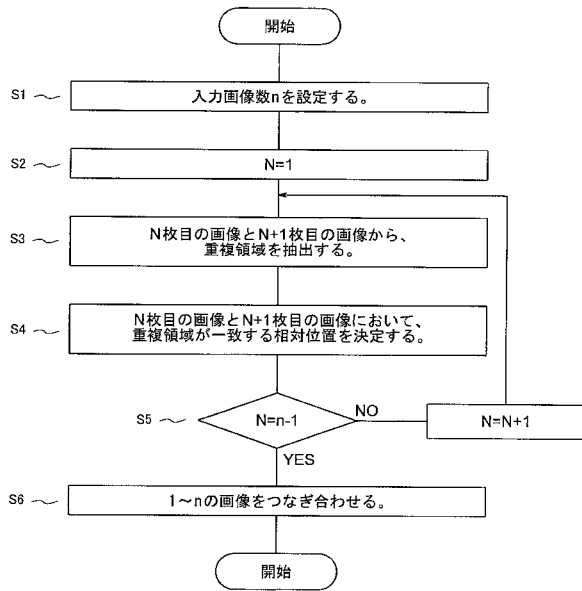 開始
S1 入力画像数nを設定する。
S2 N=1
S3 N枚目の画像とN+1枚目の画像から、
重複領域を抽出する。
S4 N枚目の画像とN+1枚目の画像において、
重複領域が一致する相対位置を決定する。
S5 N=n-1 NO N=N+1
YES
S6 1～nの画像をつなぎ合わせる。
開始